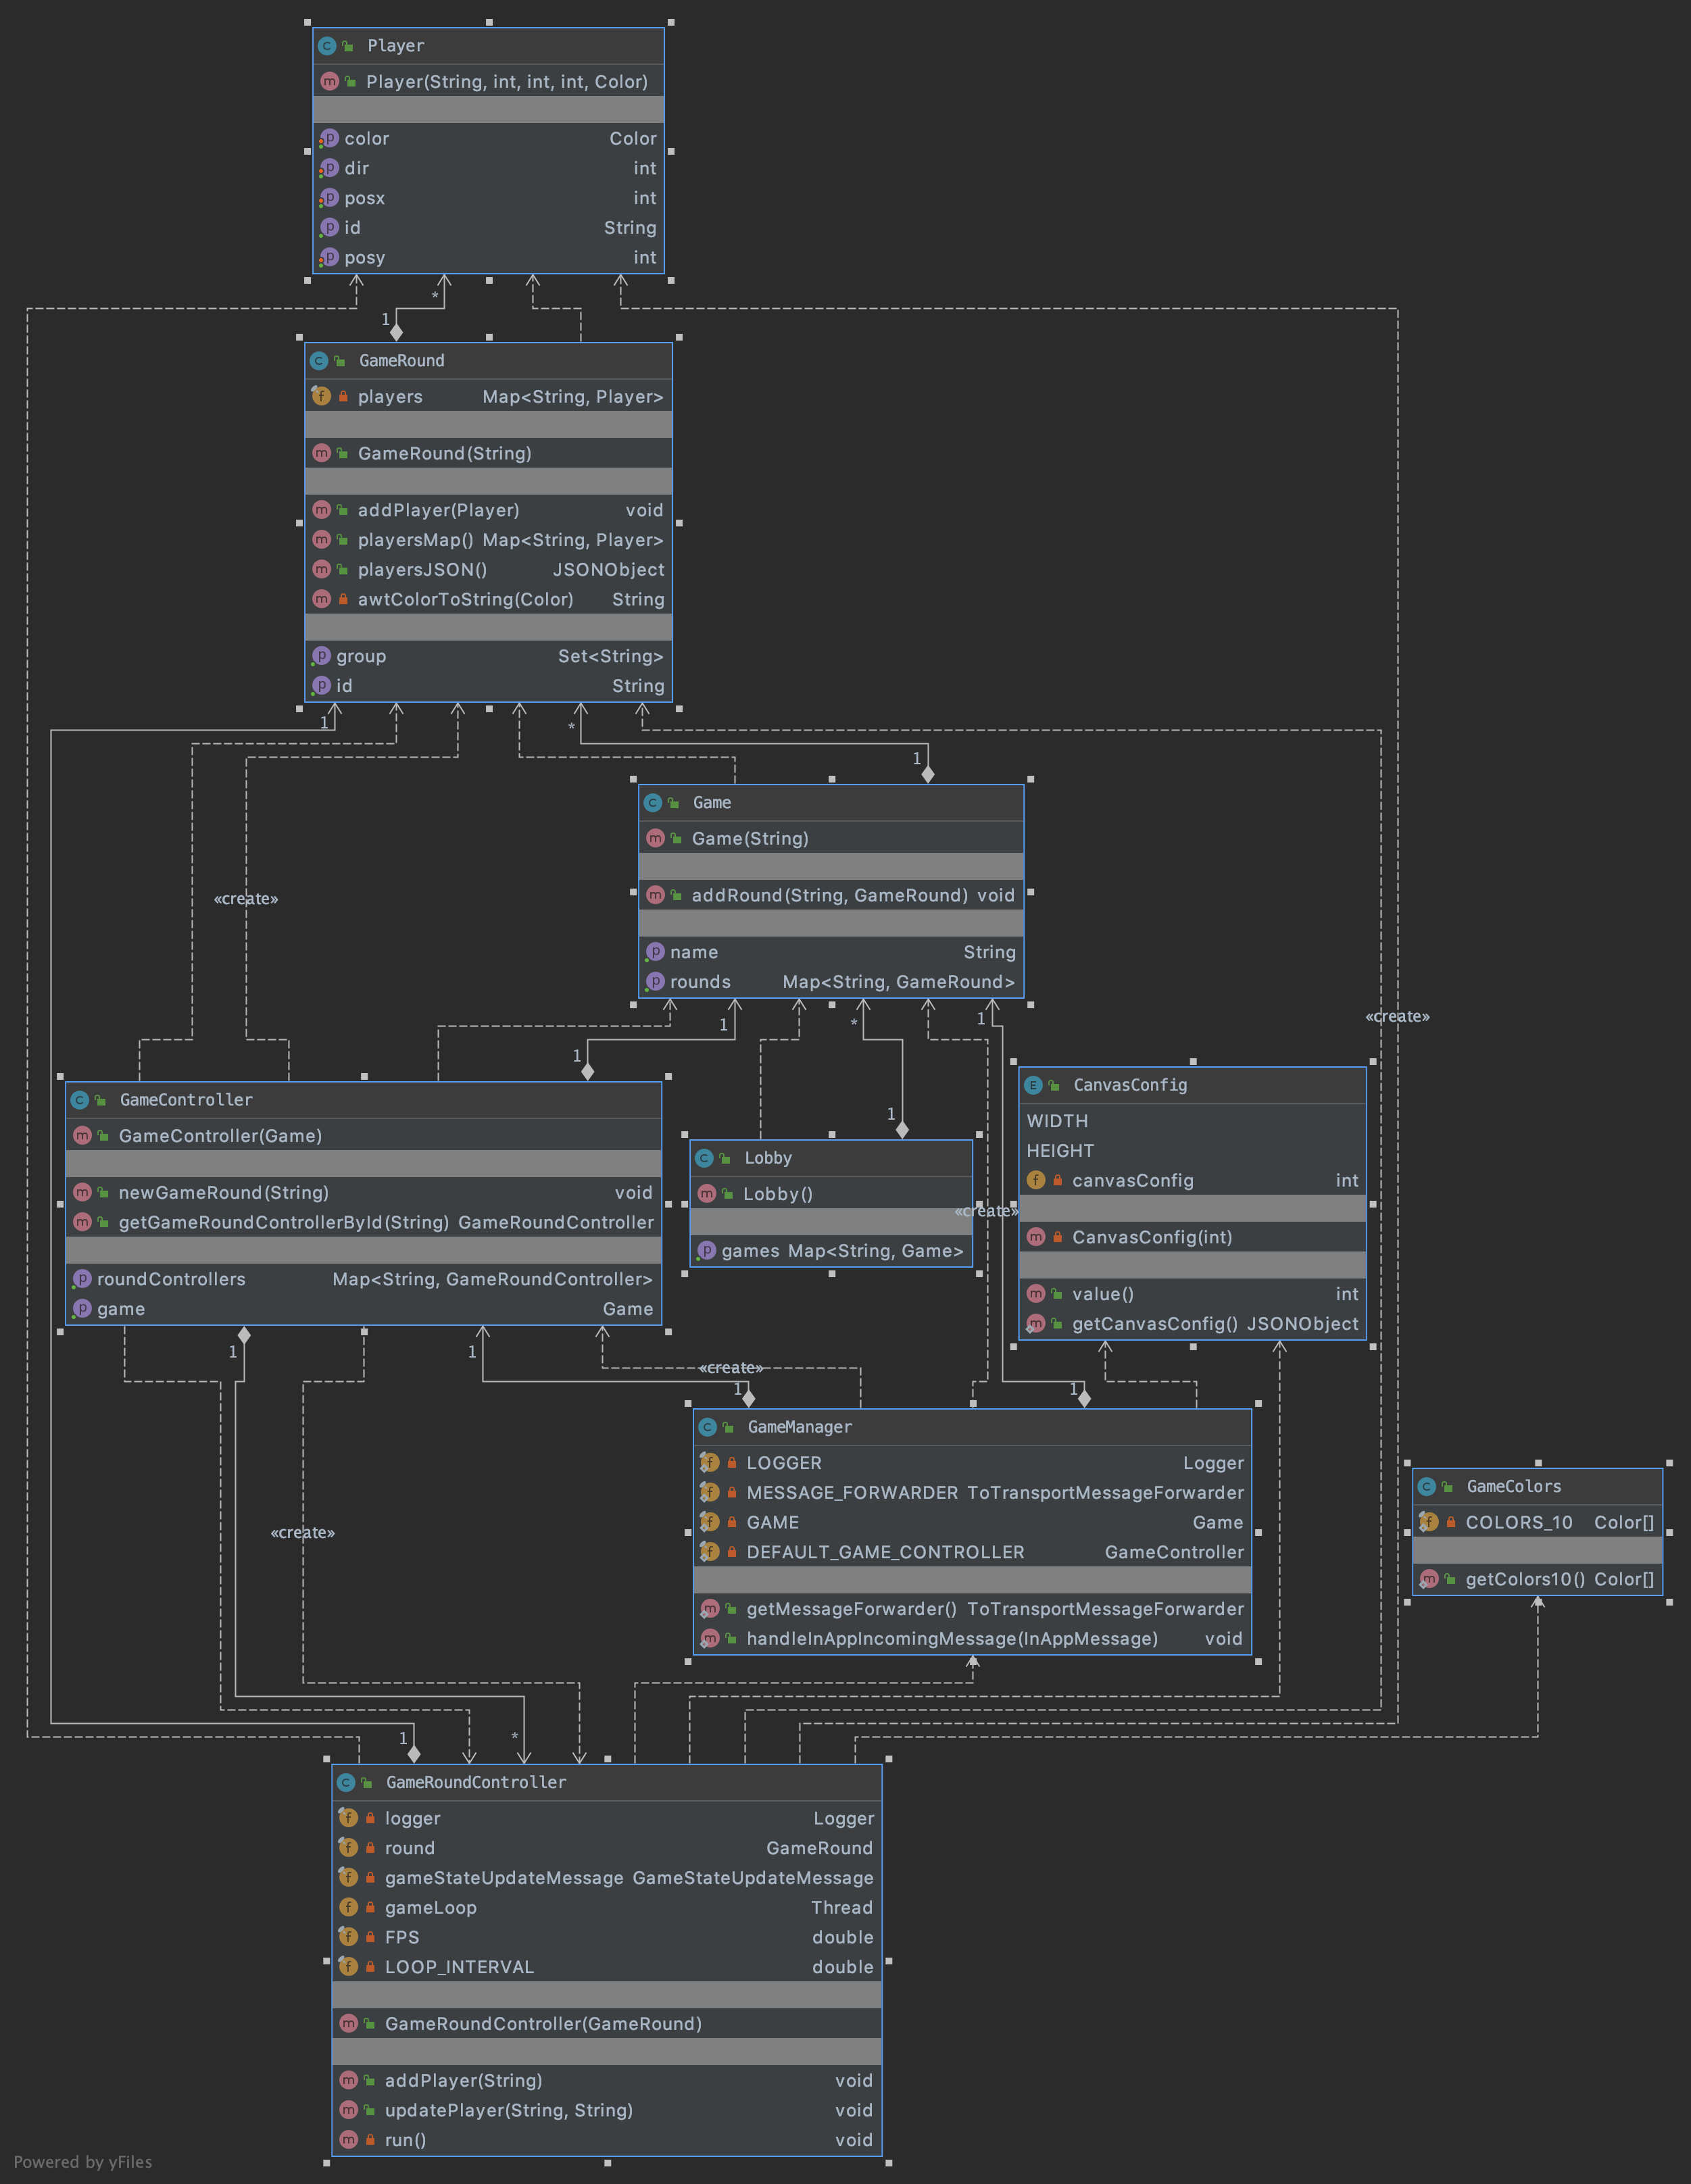 Player
Player(String, int, int, int, Color)
color Color
dir int
posx int
id String
posy int
*
1
GameRound
players Map<String, Player>
GameRound(String)
addPlayer(Player) void
playersMap() Map<String, Player>
playersJSON() JSONObject
awtColorToString(Color) String
group Set<String>
id String
1
*
1
Game
Game(String)
addRound(String, GameRound) void
name String
rounds Map<String, GameRound>
«create»
«create»
1
*
1
1
1
GameController
GameController(Game)
newGameRound(String) void
getGameRoundControllerById(String) GameRoundController
roundControllers Map<String, GameRoundController>
game Game
Lobby
Lobby()
games Map<String, Game>
«create»
CanvasConfig
WIDTH
HEIGHT
canvasConfig int
CanvasConfig(int)
value() int
getCanvasConfig() JSONObject
1
1
«create»
1
1
GameManager
LOGGER Logger
MESSAGE_FORWARDER ToTransportMessageForwarder
GAME Game
DEFAULT_GAME_CONTROLLER GameController
getMessageForwarder() ToTransportMessageForwarder
handleInAppIncomingMessage(InAppMessage) void
GameColors
COLORS_10 Color[]
getColors10() Color[]
«create»
1
*
GameRoundController
logger Logger
round GameRound
gameStateUpdateMessage GameStateUpdateMessage
gameLoop Thread
FPS double
LOOP_INTERVAL double
GameRoundController(GameRound)
addPlayer(String) void
updatePlayer(String, String) void
run() void
Powered by yFiles